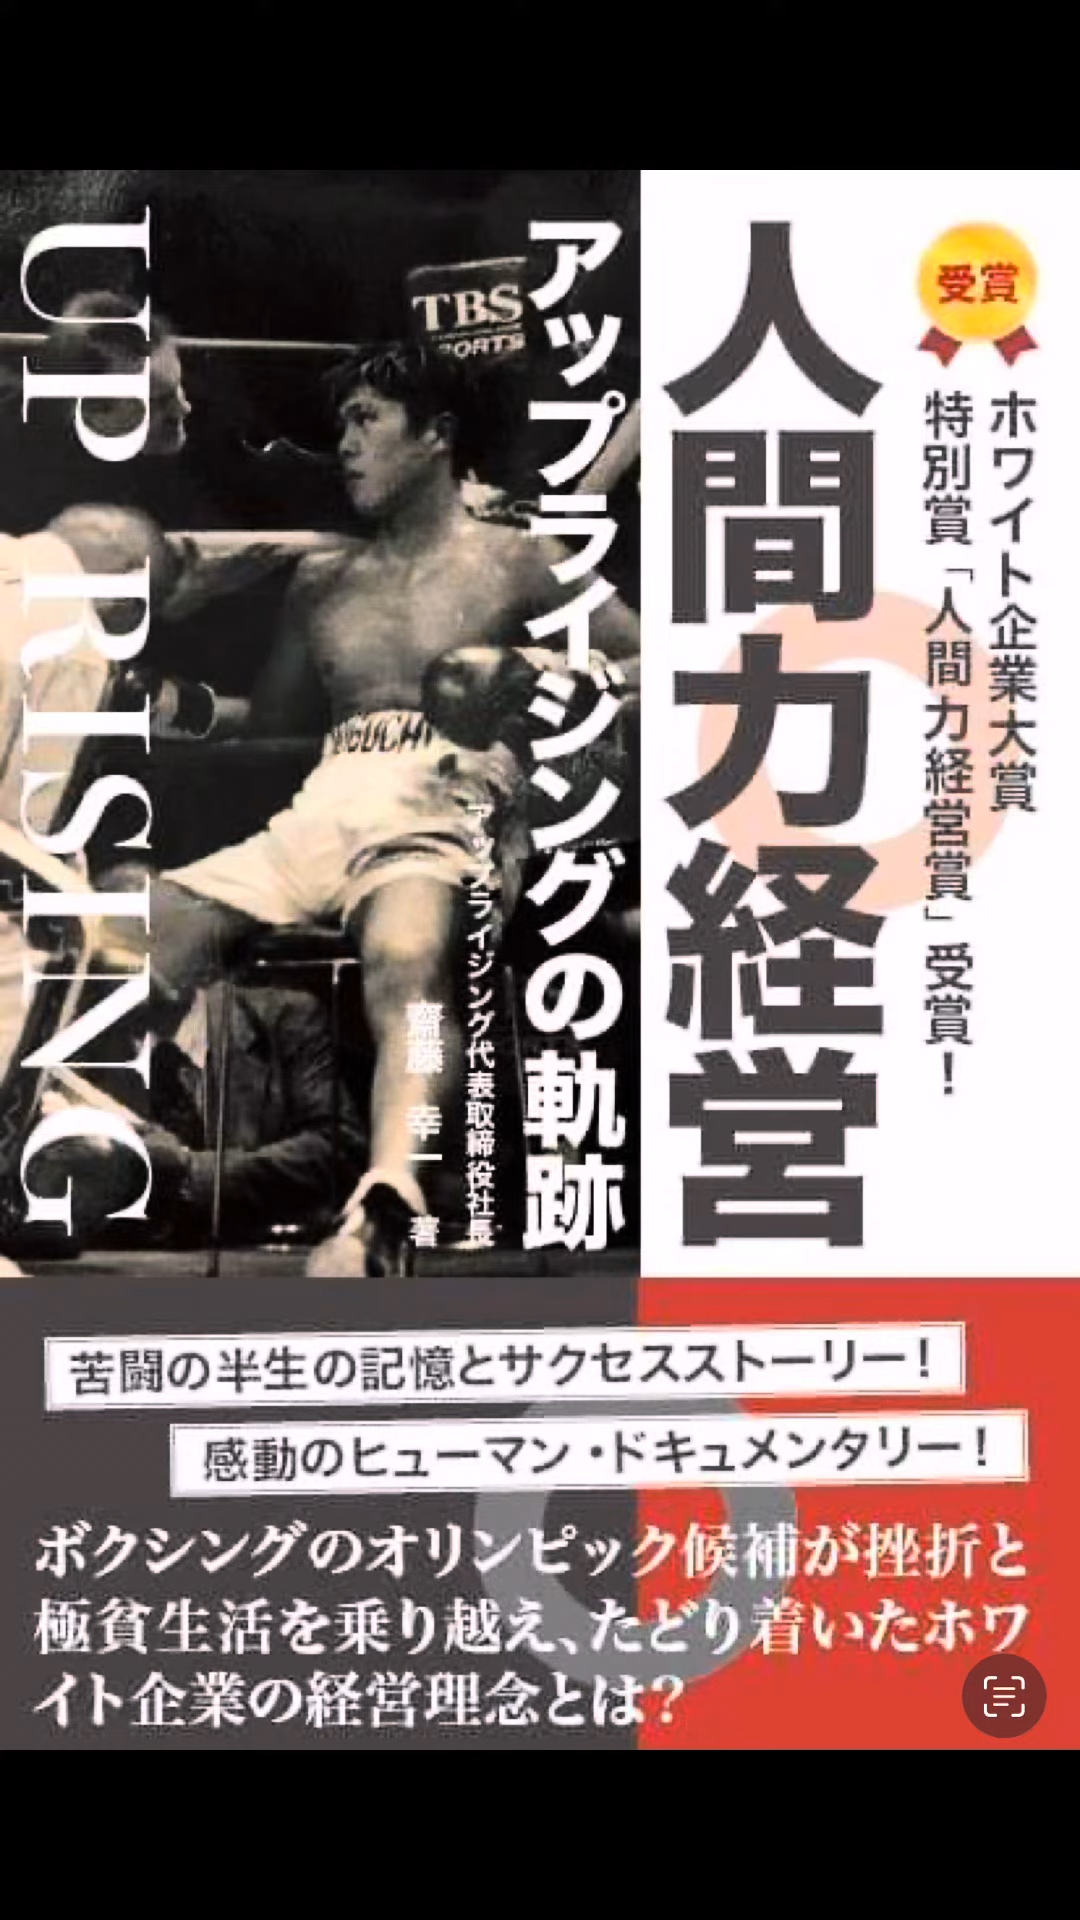 受賞
ホワイト企業大賞
特別賞「人間力経営賞」受賞！
人間力経営
アップライジングの軌跡
アップライジング代表取締役社長
齋藤 幸一 著
UP RISING
TBS
SPORTS
苦闘の半生の記憶とサクセスストーリー！
感動のヒューマン・ドキュメンタリー！
ボクシングのオリンピック候補が挫折と
極貧生活を乗り越え、たどり着いたホワ
イト企業の経営理念とは？